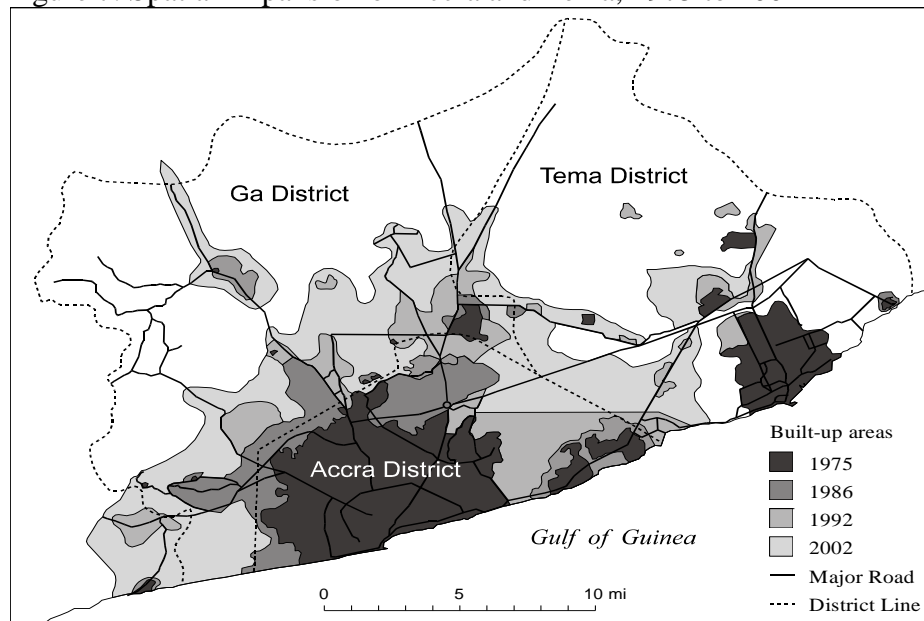 Ga District
Tema District
Accra District
Gulf of Guinea
Built-up areas
1975
1986
1992
2002
Major Road
District Line
0 5 10 mi